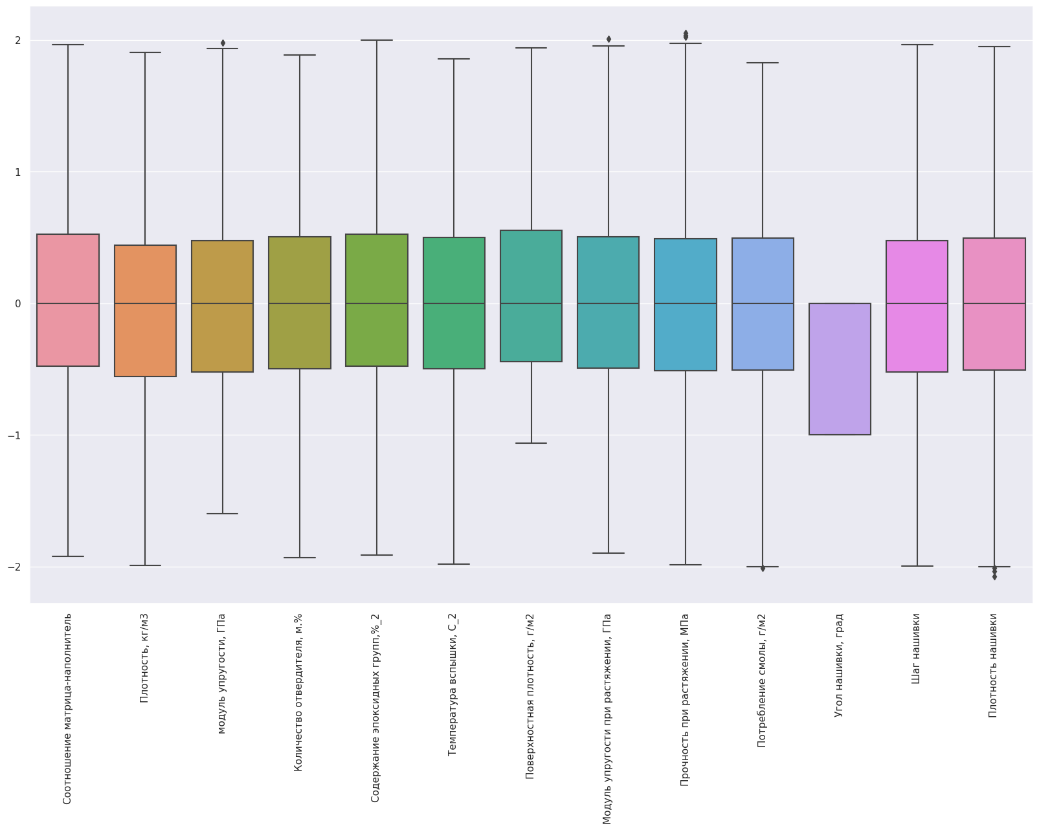 2
1
0
−1
−2
Соотношение матрица-наполнитель
Плотность, кг/м3
модуль упругости, ГПа
Количество отвердителя, м.%
Содержание эпоксидных групп,%_2
Температура вспышки, С_2
Поверхностная плотность, г/м2
Модуль упругости при растяжении, ГПа
Прочность при растяжении, МПа
Потребление смолы, г/м2
Угол нашивки, град
Шаг нашивки
Плотность нашивки